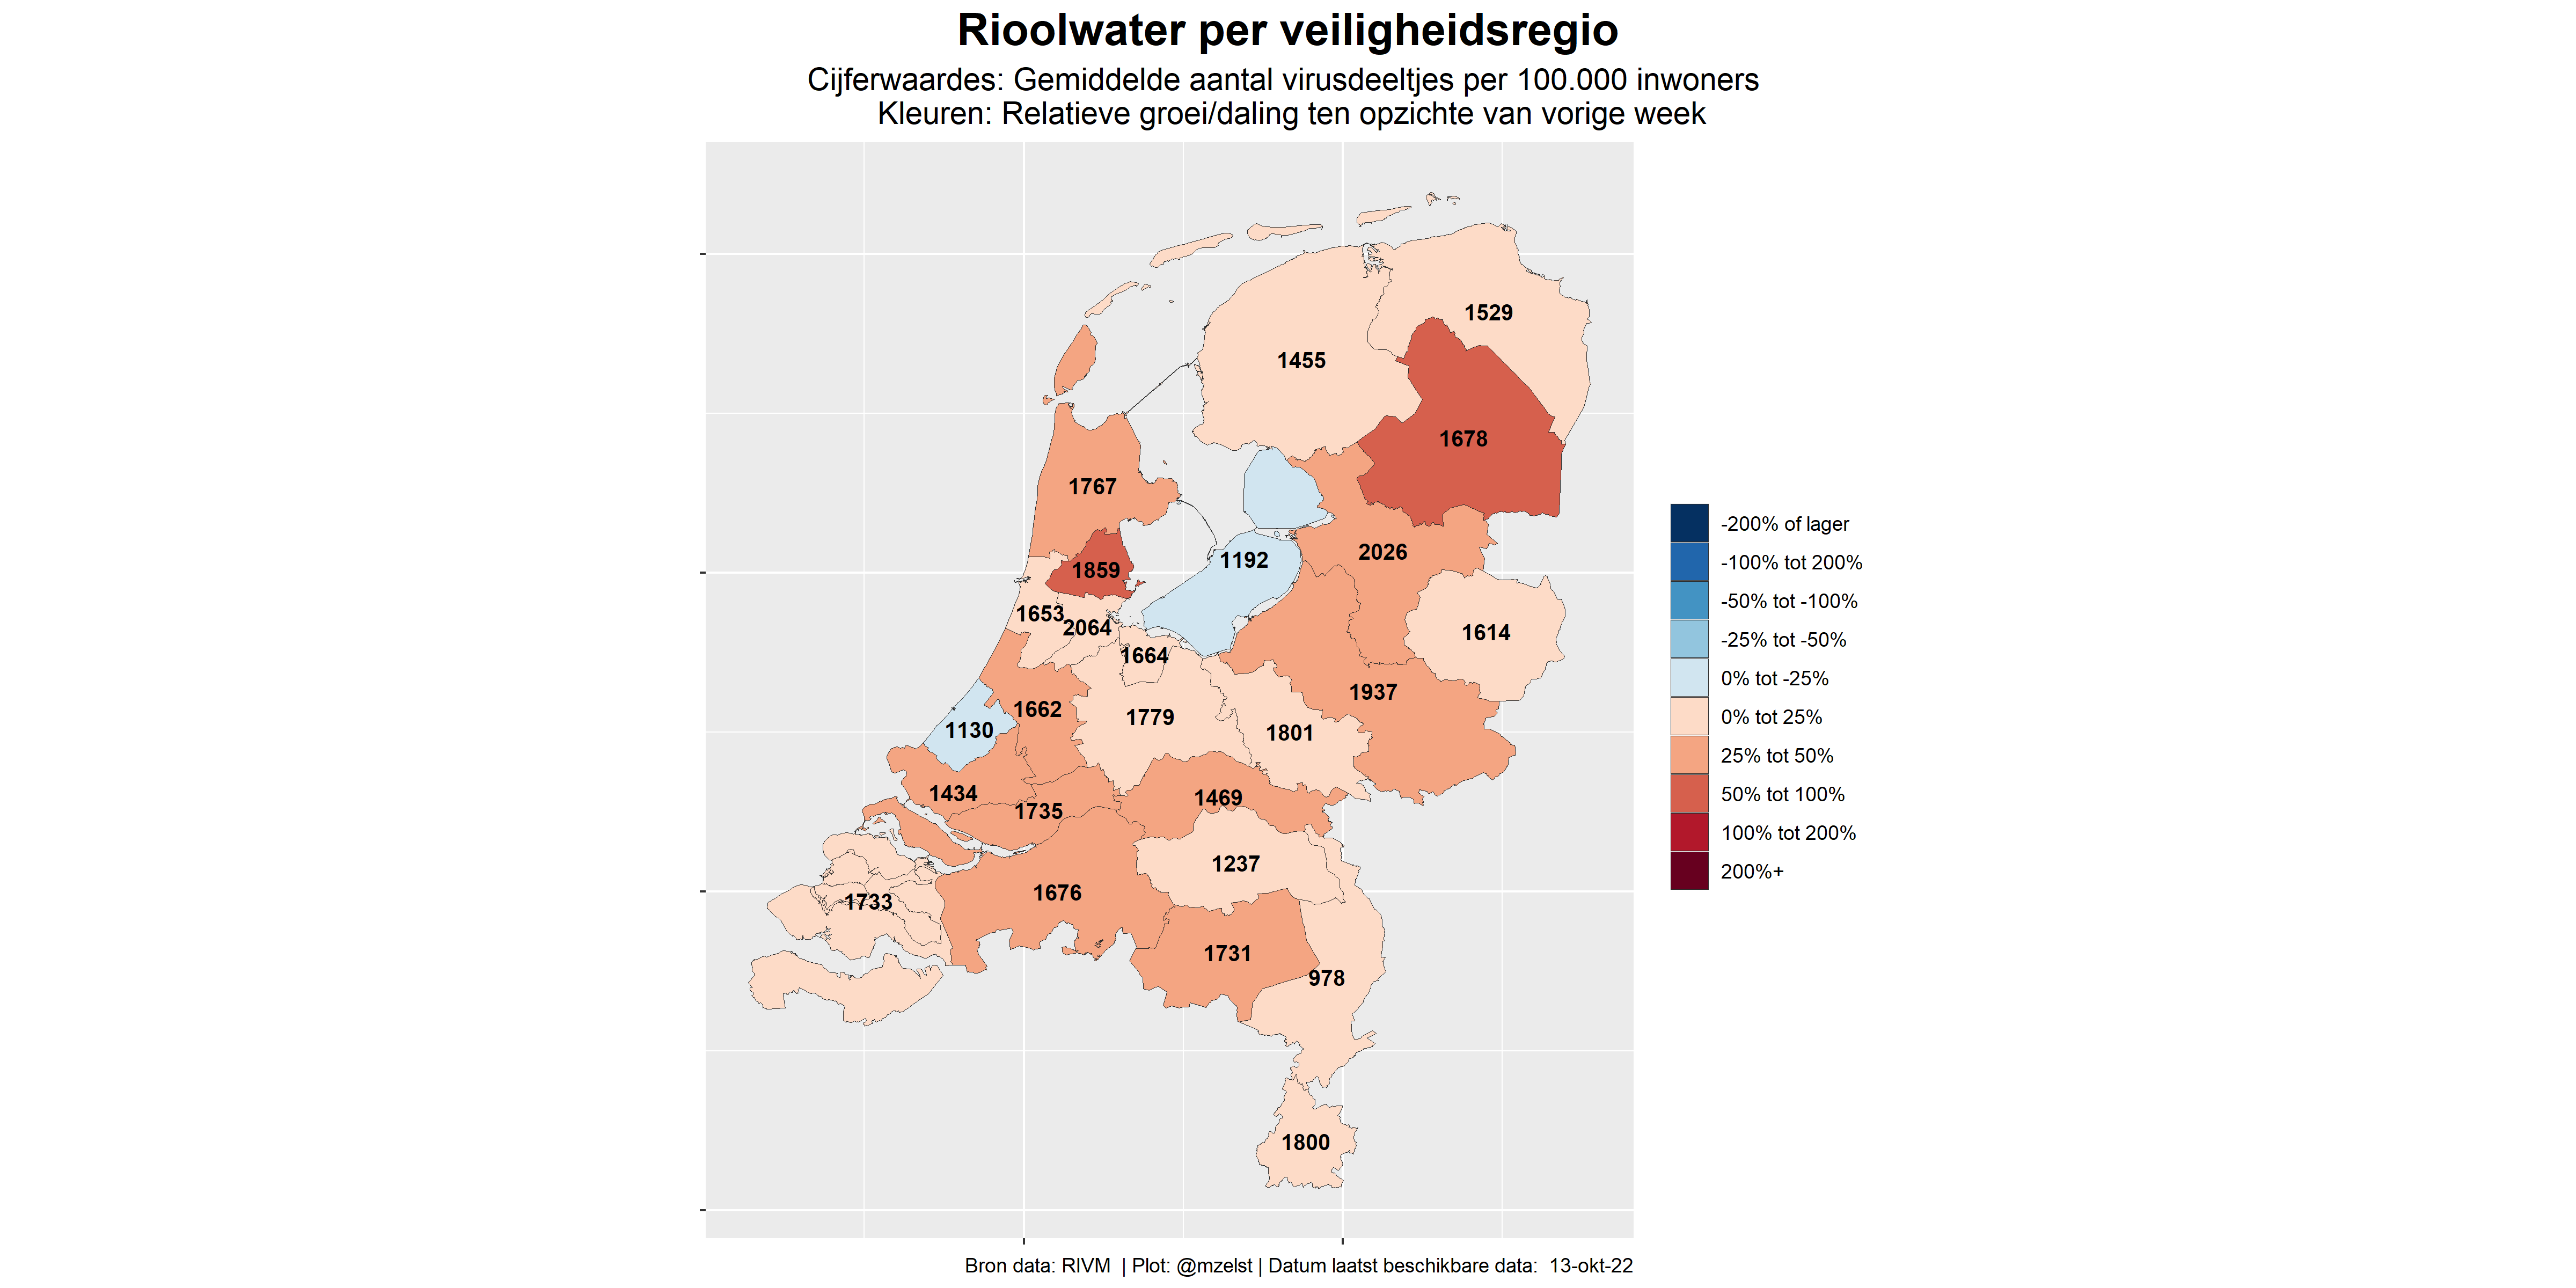 Rioolwater per veiligheidsregio
Cijferwaardes: Gemiddelde aantal virusdeeltjes per 100.000 inwoners
Kleuren: Relatieve groei/daling ten opzichte van vorige week
1529
1455
1678
1767
2026
1192
1859
1653
2064
1614
1664
1937
1662
1779
1130
1801
1434
1469
1735
1237
1676
1733
1731
978
1800
-200% of lager
-100% tot 200%
-50% tot -100%
-25% tot -50%
0% tot -25%
0% tot 25%
25% tot 50%
50% tot 100%
100% tot 200%
200%+
Bron data: RIVM | Plot: @mzelst | Datum laatst beschikbare data: 13-okt-22